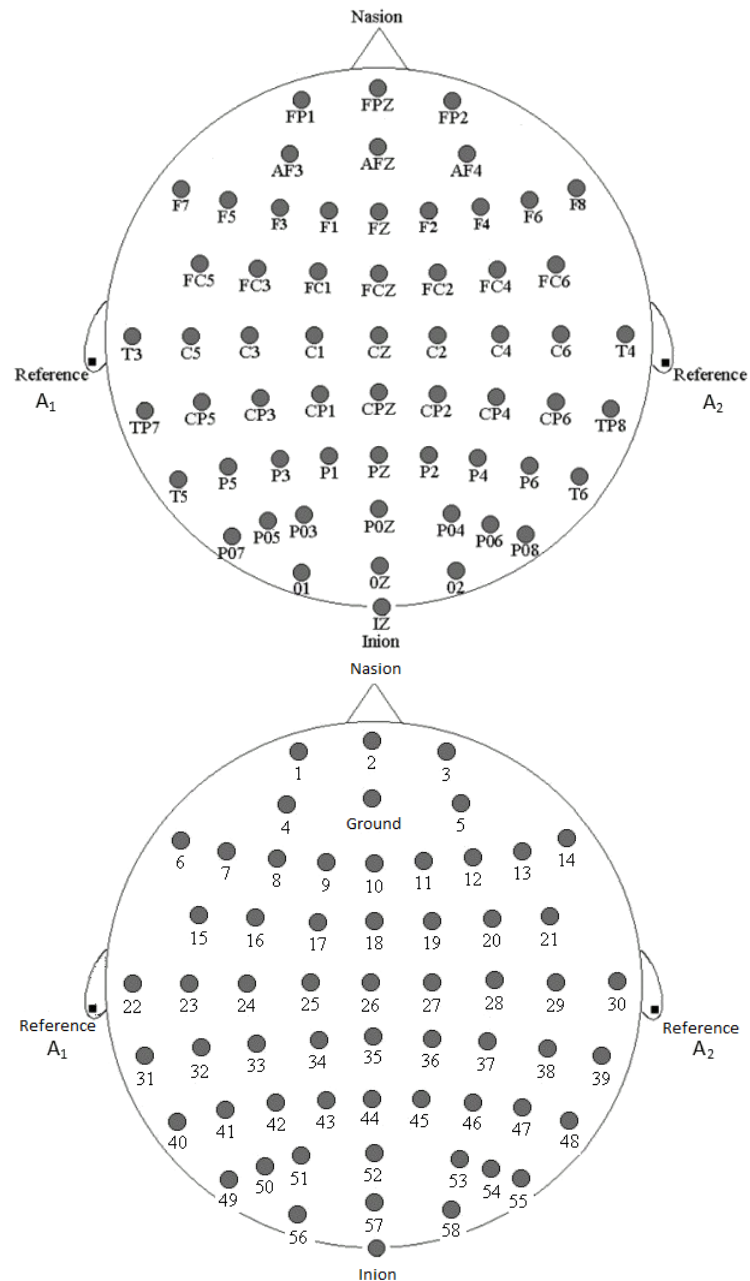 Nasion
FP1 FPZ FP2
AF3 AFZ AF4
F7 F5 F3 F1 FZ F2 F4 F6 F8
FC5 FC3 FC1 FCZ FC2 FC4 FC6
T3 C5 C3 C1 CZ C2 C4 C6 T4
Reference Reference
A1 A2
TP7 CP5 CP3 CP1 CPZ CP2 CP4 CP6 TP8
T5 P5 P3 P1 PZ P2 P4 P6 T6
P07 P05 P03 P0Z P04 P06 P08
01 0Z 02
IZ
Inion
Nasion
1 2 3
4 Ground 5
6 7 8 9 10 11 12 13 14
15 16 17 18 19 20 21
22 23 24 25 26 27 28 29 30
Reference Reference
A1 A2
31 32 33 34 35 36 37 38 39
40 41 42 43 44 45 46 47 48
49 50 51 52 53 54 55
56 57 58
Inion